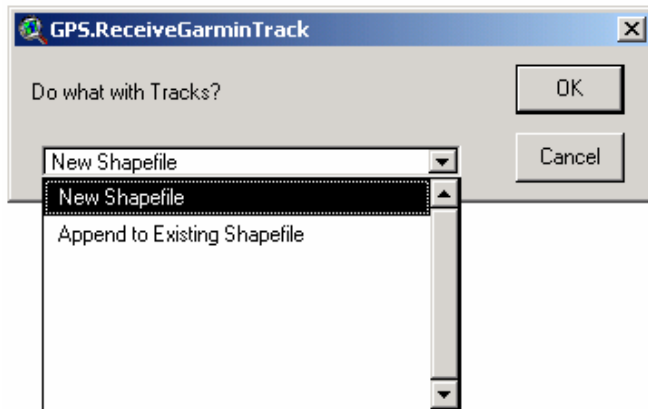 GPS.ReceiveGarminTrack
Do what with Tracks?
OK
Cancel
New Shapefile
New Shapefile
Append to Existing Shapefile